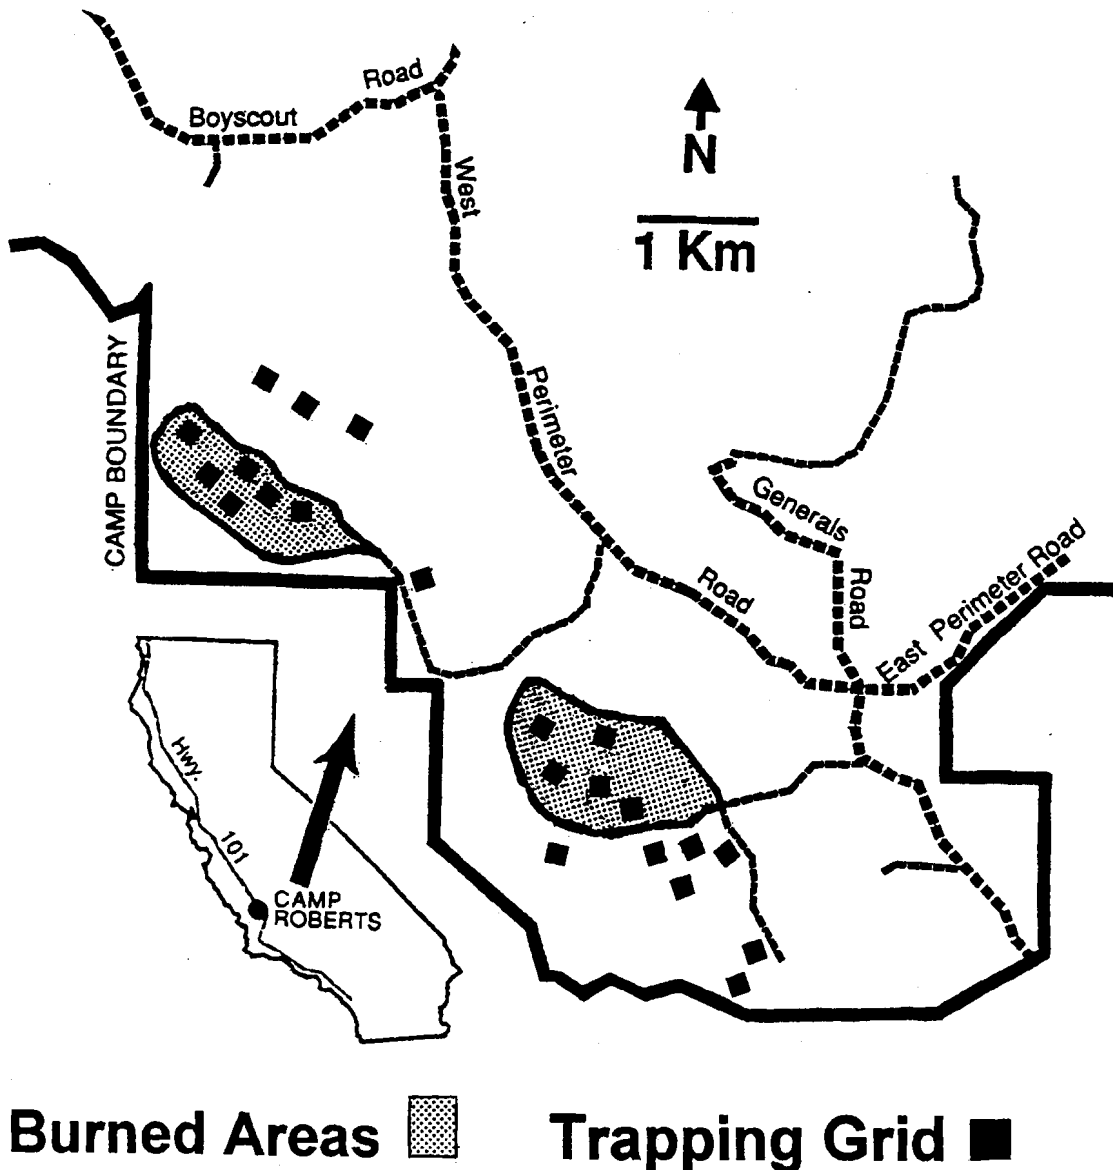 Boyscout Road
N
1 Km
West Perimeter Road
CAMP BOUNDARY
Generals Road
East Perimeter Road
Hwy. 101
CAMP
ROBERTS
Burned Areas
Trapping Grid